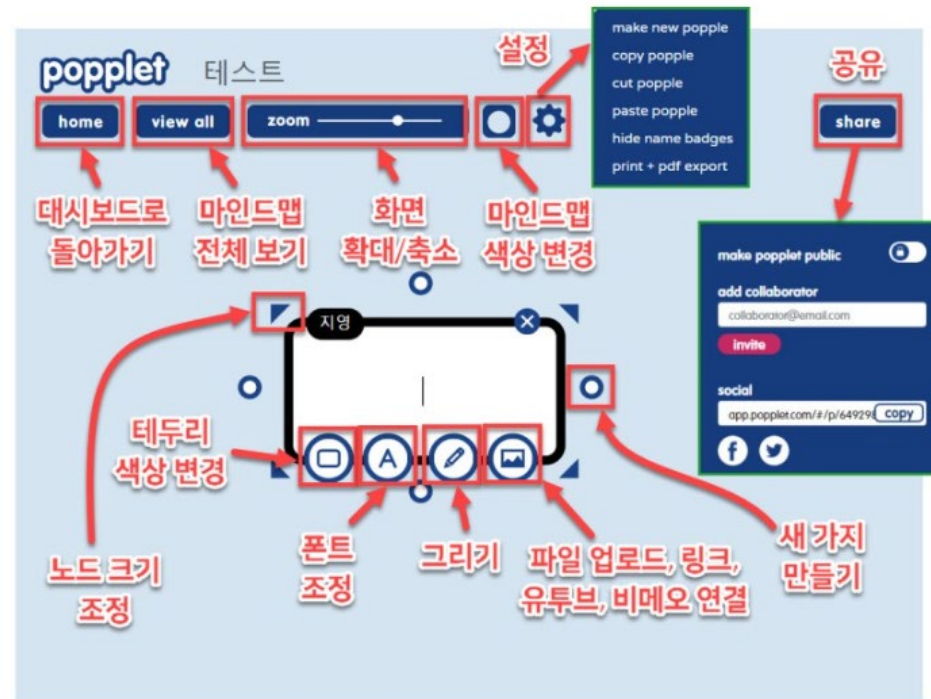 popplet 테스트
설정
make new popple
copy popple
cut popple
paste popple
hide name badges
print + pdf export
공유
home
view all
zoom
share
대시보드로
돌아가기
마인드맵
전체 보기
화면
확대/축소
마인드맵
색상 변경
make popplet public
add collaborator
collaborator@email.com
invite
social
app.popplet.com/#/p/649298
copy
지영
테두리
색상 변경
A
노드 크기
조정
폰트
조정
그리기
파일 업로드, 링크,
유투브, 비메오 연결
새 가지
만들기